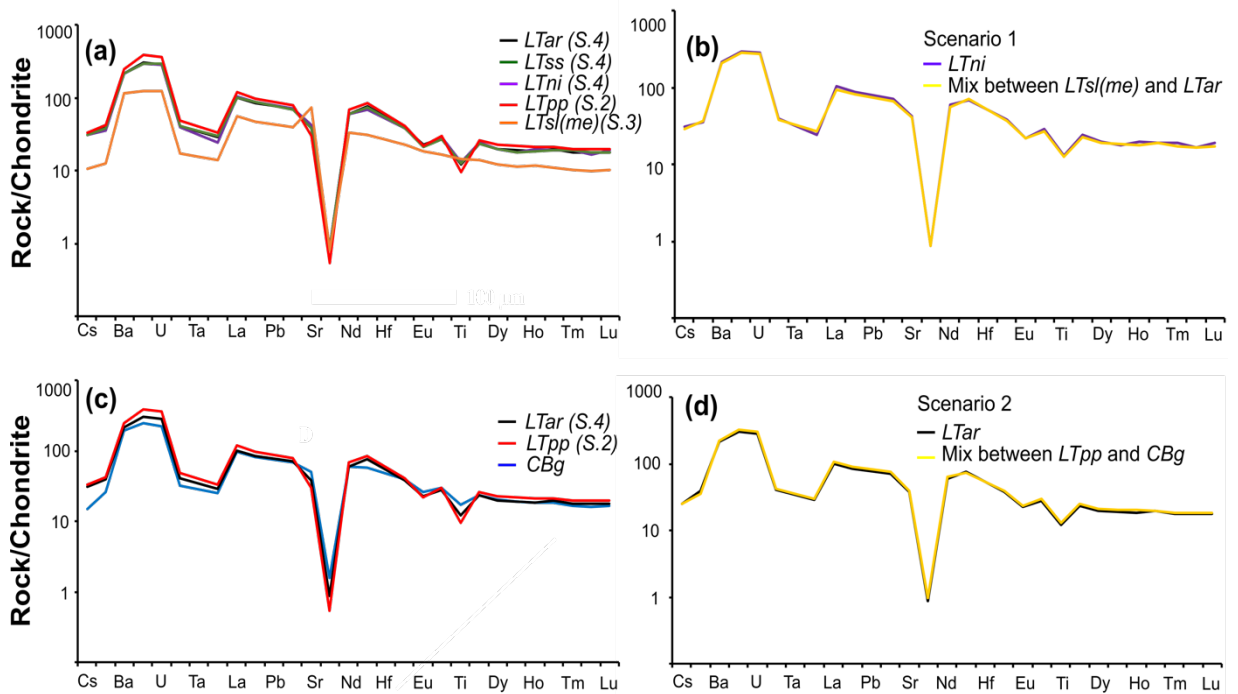 (a)
Rock/Chondrite
1000
100
10
1
LTar (S.4)
LTss (S.4)
LTni (S.4)
LTpp (S.2)
LTsl(me)(S.3)
Cs Ba U Ta La Pb Sr Nd Hf Eu Ti Dy Ho Tm Lu
(b)
1000
100
10
1
Scenario 1
LTni
Mix between LTsl(me) and LTar
Cs Ba U Ta La Pb Sr Nd Hf Eu Ti Dy Ho Tm Lu
(c)
Rock/Chondrite
1000
100
10
1
LTar (S.4)
LTpp (S.2)
CBg
Cs Ba U Ta La Pb Sr Nd Hf Eu Ti Dy Ho Tm Lu
(d)
1000
100
10
1
Scenario 2
LTar
Mix between LTpp and CBg
Cs Ba U Ta La Pb Sr Nd Hf Eu Ti Dy Ho Tm Lu